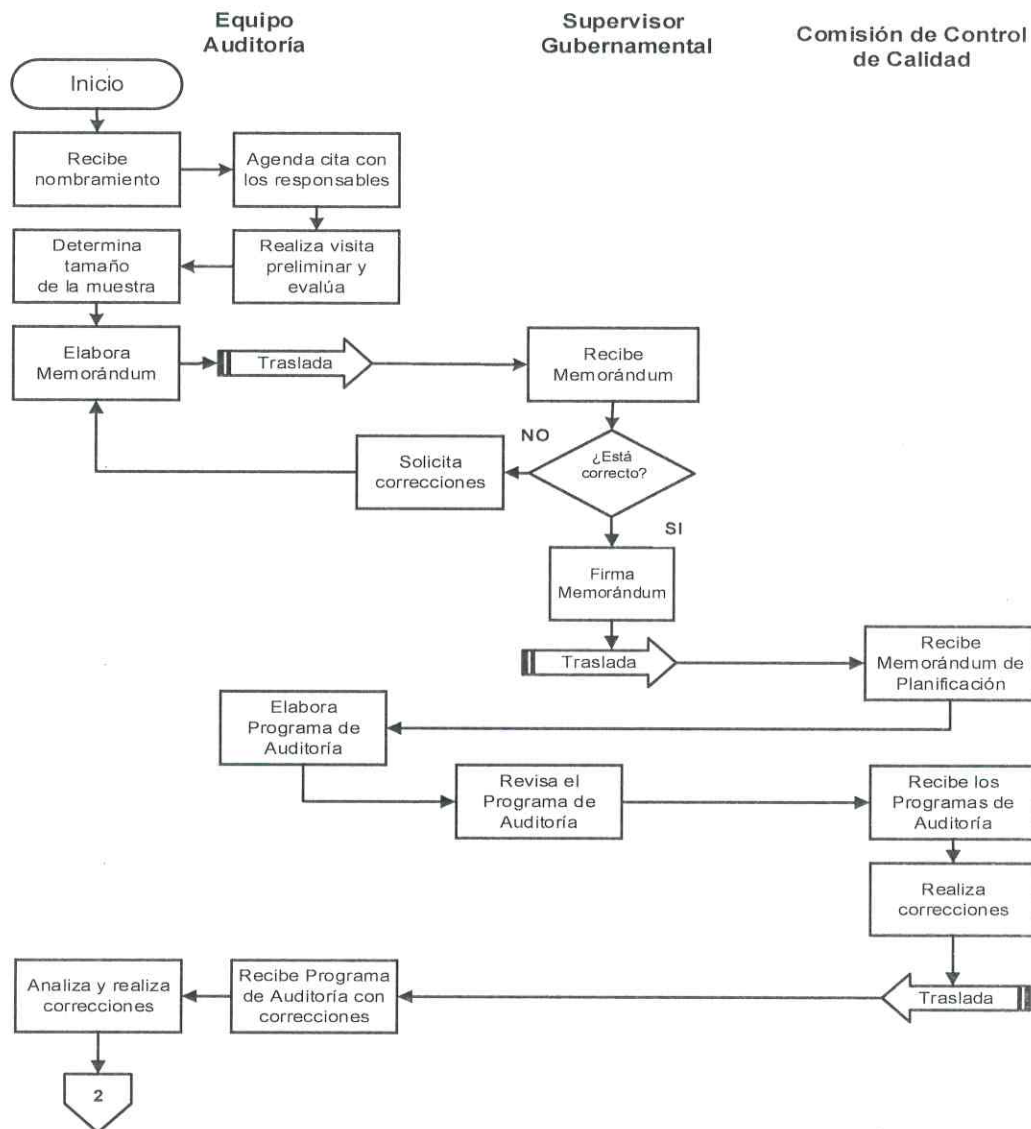 Equipo
Auditoría
Supervisor
Gubernamental
Comisión de Control
de Calidad
Inicio
Recibe
nombramiento
Agenda cita con
los responsables
Determina
tamaño
de la muestra
Realiza visita
preliminar y
evalúa
Elabora
Memorándum
Traslada
Recibe
Memorándum
NO
¿Está
correcto?
Solicita
correcciones
SI
Firma
Memorándum
Traslada
Recibe
Memorándum de
Planificación
Elabora
Programa de
Auditoría
Revisa el
Programa de
Auditoría
Recibe los
Programas de
Auditoría
Realiza
correcciones
Analiza y realiza
correcciones
Recibe Programa
de Auditoría con
correcciones
Traslada
2